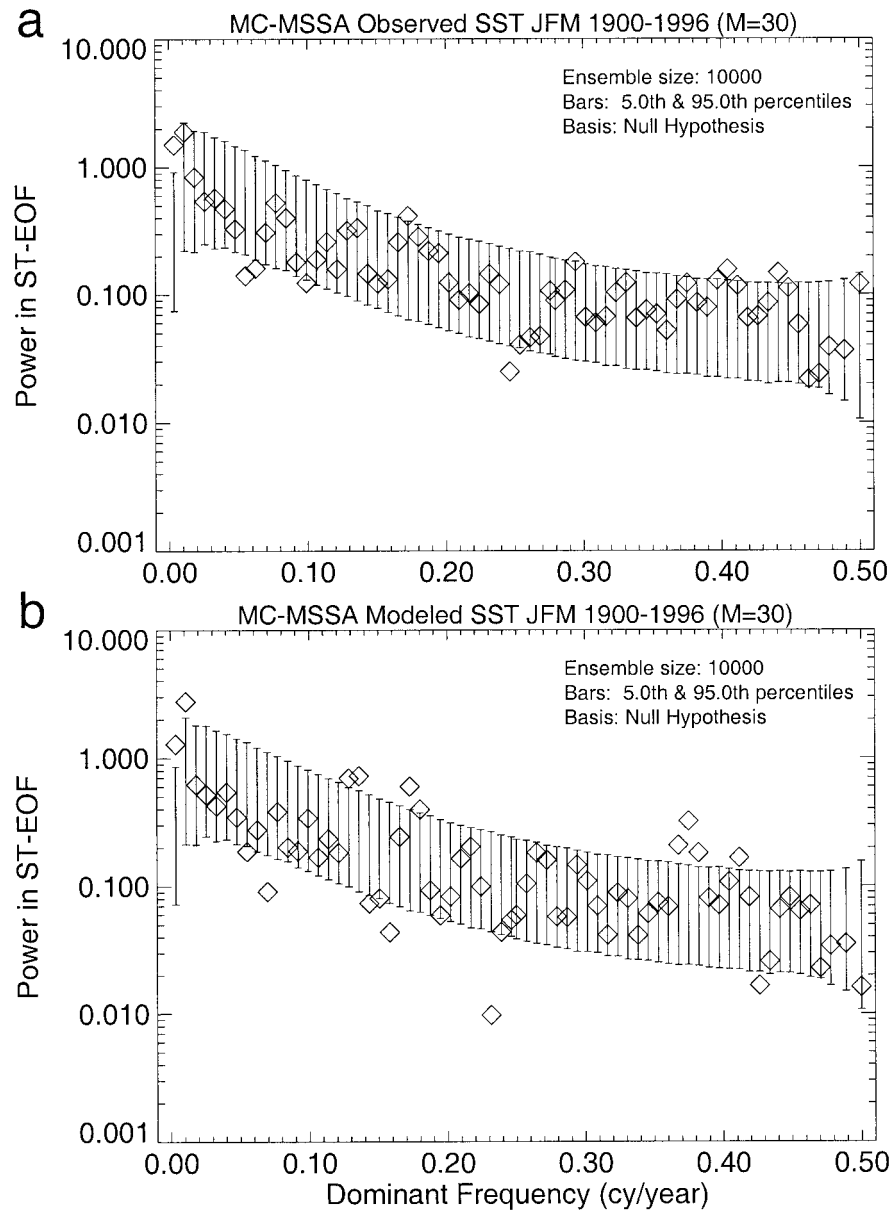 a
MC-MSSA Observed SST JFM 1900-1996 (M=30)
10.000
1.000
0.100
0.010
0.001
Power in ST-EOF
Ensemble size: 10000
Bars: 5.0th & 95.0th percentiles
Basis: Null Hypothesis
0.00 0.10 0.20 0.30 0.40 0.50
b
MC-MSSA Modeled SST JFM 1900-1996 (M=30)
10.000
1.000
0.100
0.010
0.001
Power in ST-EOF
Ensemble size: 10000
Bars: 5.0th & 95.0th percentiles
Basis: Null Hypothesis
0.00 0.10 0.20 0.30 0.40 0.50
Dominant Frequency (cy/year)